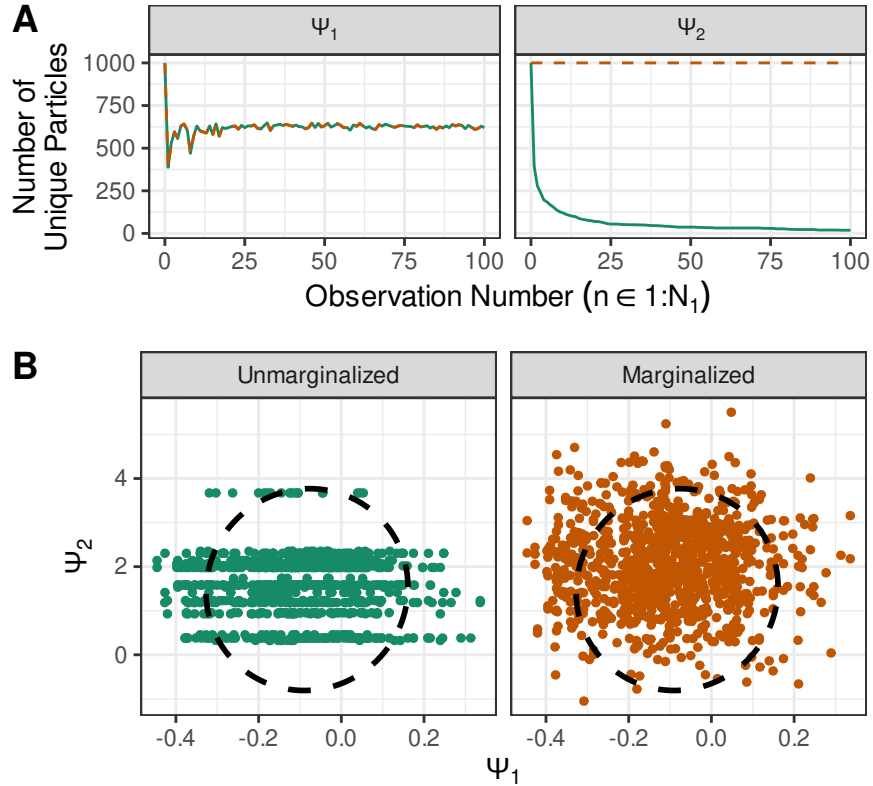 A
Ψ₁ Ψ₂
Number of
Unique Particles
1000
750
500
250
0
0 25 50 75 100 0 25 50 75 100
Observation Number (n ∈ 1:N₁)
B
Unmarginalized Marginalized
Ψ₂
4
2
0
-0.4 -0.2 0.0 0.2 -0.4 -0.2 0.0 0.2
Ψ₁